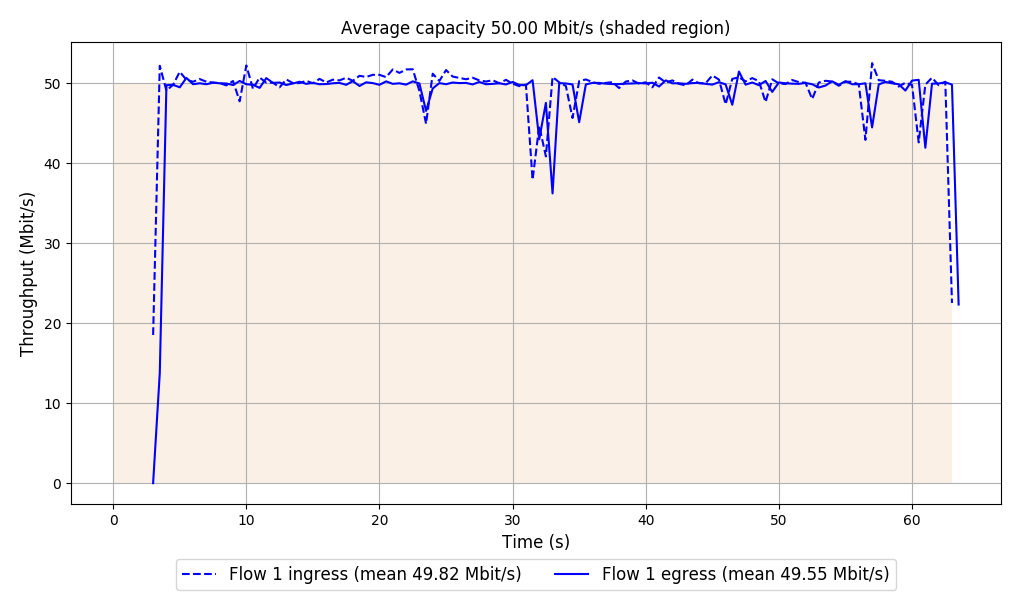 Average capacity 50.00 Mbit/s (shaded region)
Throughput (Mbit/s)
50
40
30
20
10
0
0 10 20 30 40 50 60
Time (s)
Flow 1 ingress (mean 49.82 Mbit/s) Flow 1 egress (mean 49.55 Mbit/s)